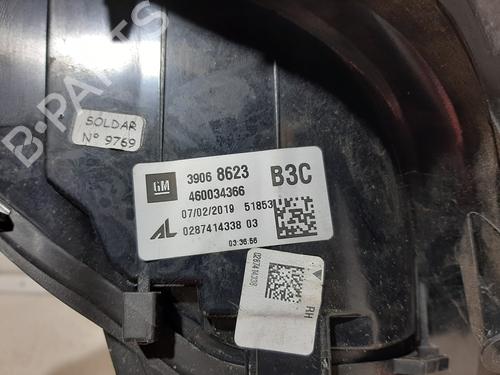 B-PARTS
SOLDAR
Nº 9769
GM
3906 8623 B3C
460034366
07/02/2019 51853
AL 0287414338 03
03:36:56
0287414338
RH